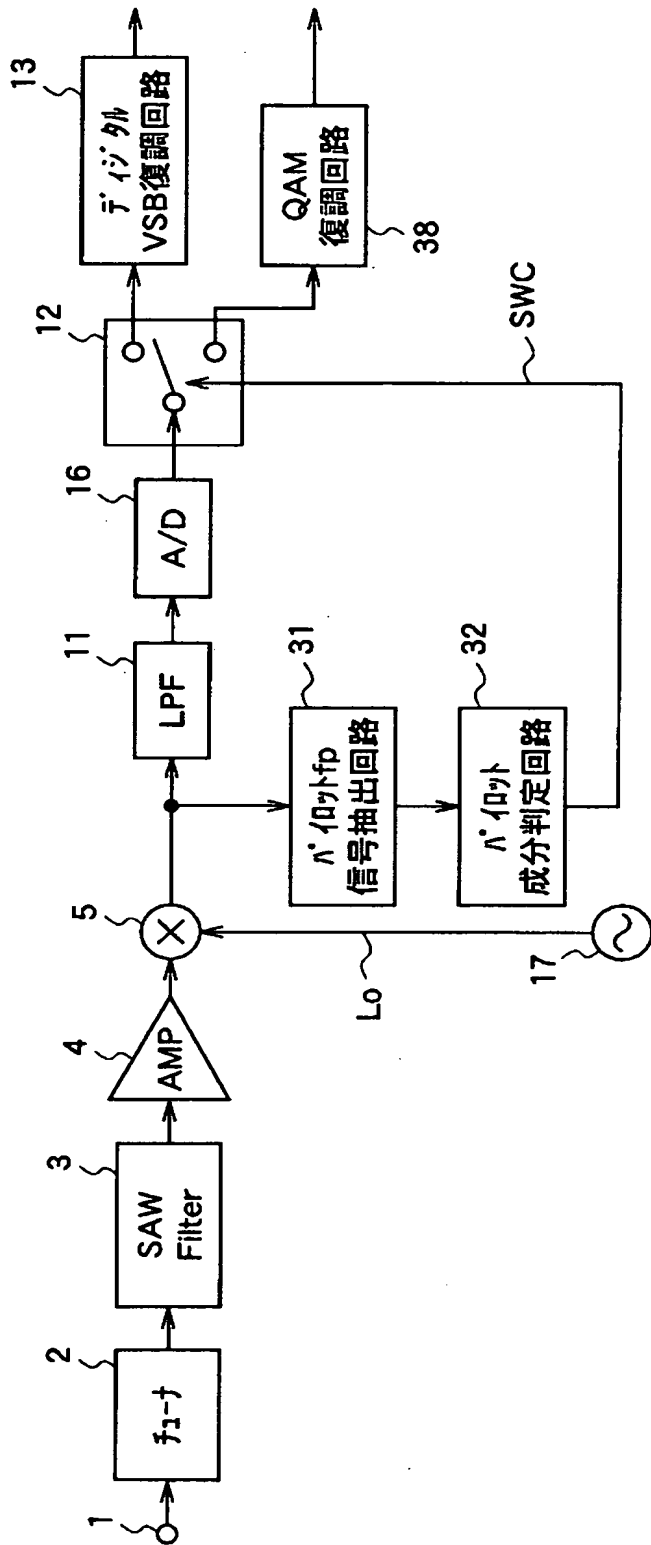 1
2
チューナ
3
SAW
Filter
4
AMP
5
11
LPF
16
A/D
12
13
ディジタル
VSB復調回路
QAM
復調回路
38
31
パイロットfp
信号抽出回路
32
パイロット
成分判定回路
SWC
Lo
17